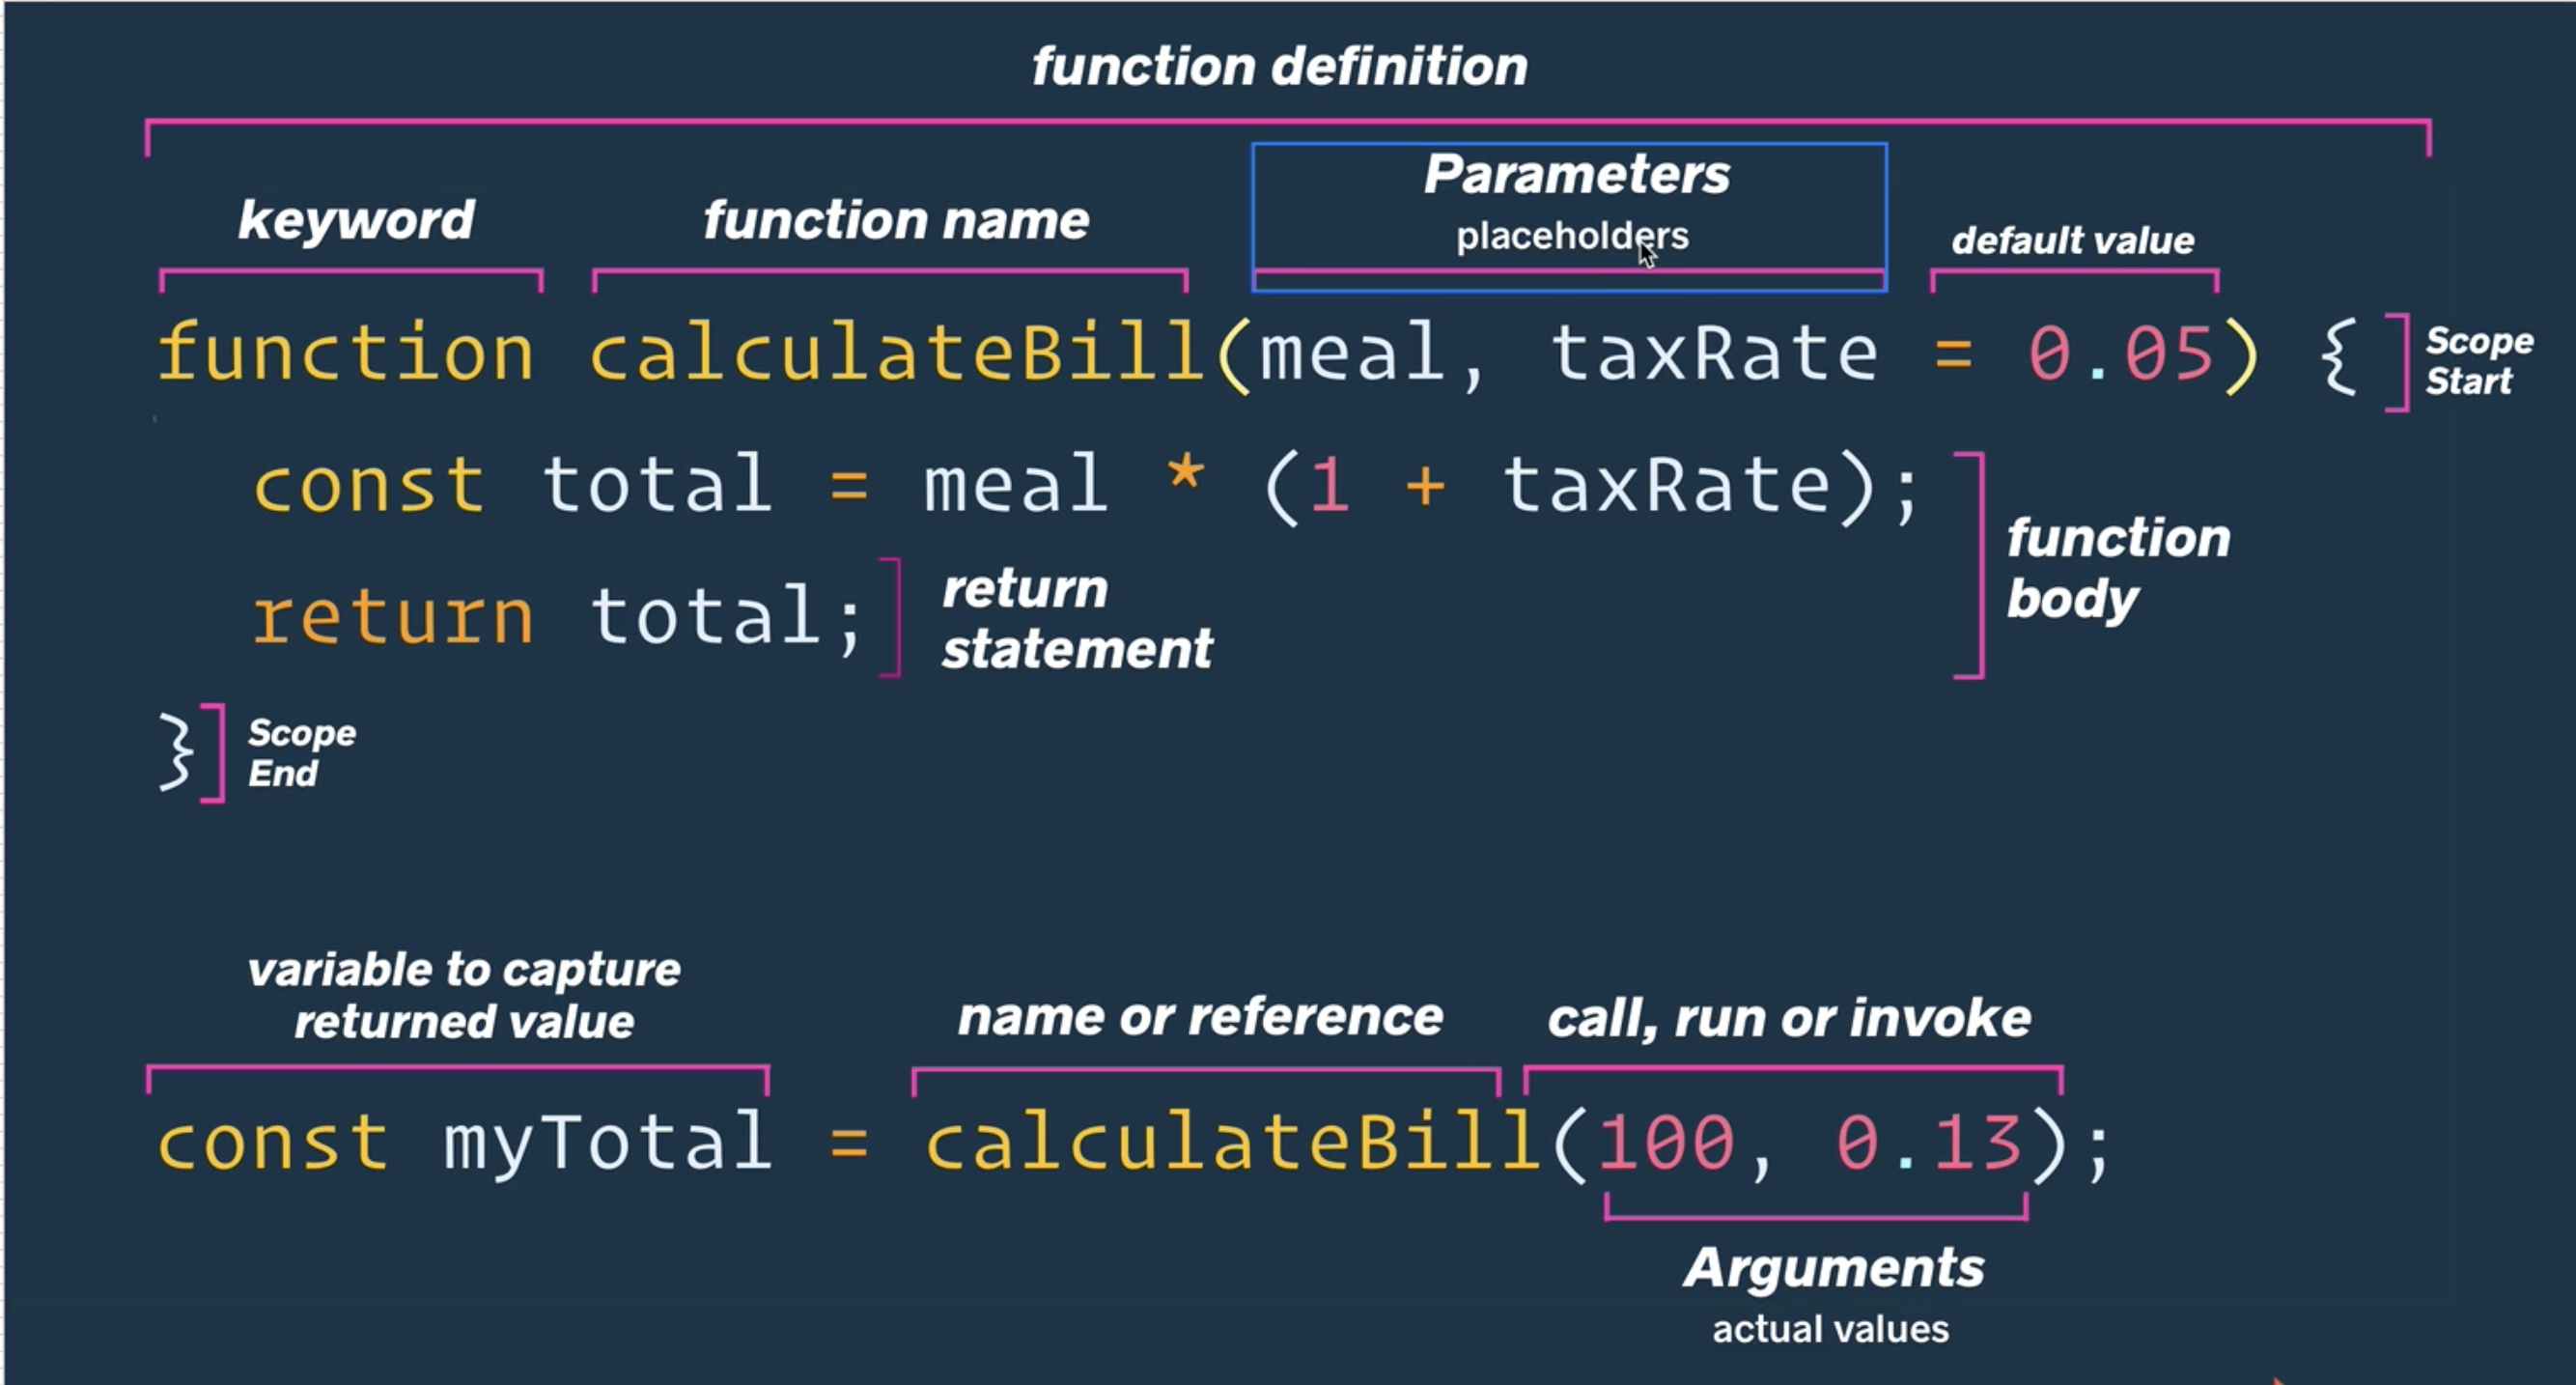 function definition
keyword
function name
Parameters
placeholders
default value
function calculateBill(meal, taxRate = 0.05) {
Scope
Start
const total = meal * (1 + taxRate);
function
body
return total;
return
statement
}
Scope
End
variable to capture
returned value
name or reference
call, run or invoke
const myTotal = calculateBill(100, 0.13);
Arguments
actual values